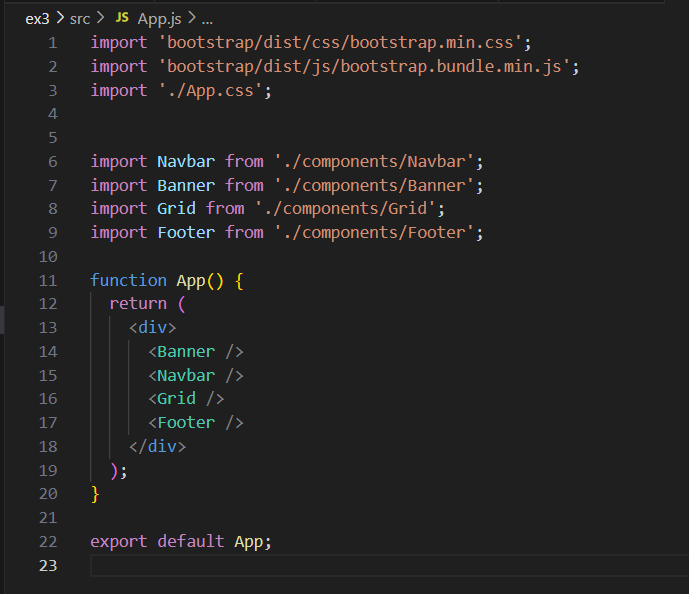 ex3 > src > JS App.js > ...
1 import 'bootstrap/dist/css/bootstrap.min.css';
2 import 'bootstrap/dist/js/bootstrap.bundle.min.js';
3 import './App.css';
4
5
6 import Navbar from './components/Navbar';
7 import Banner from './components/Banner';
8 import Grid from './components/Grid';
9 import Footer from './components/Footer';
10
11 function App() {
12   return (
13     <div>
14       <Banner />
15       <Navbar />
16       <Grid />
17       <Footer />
18     </div>
19   );
20 }
21
22 export default App;
23